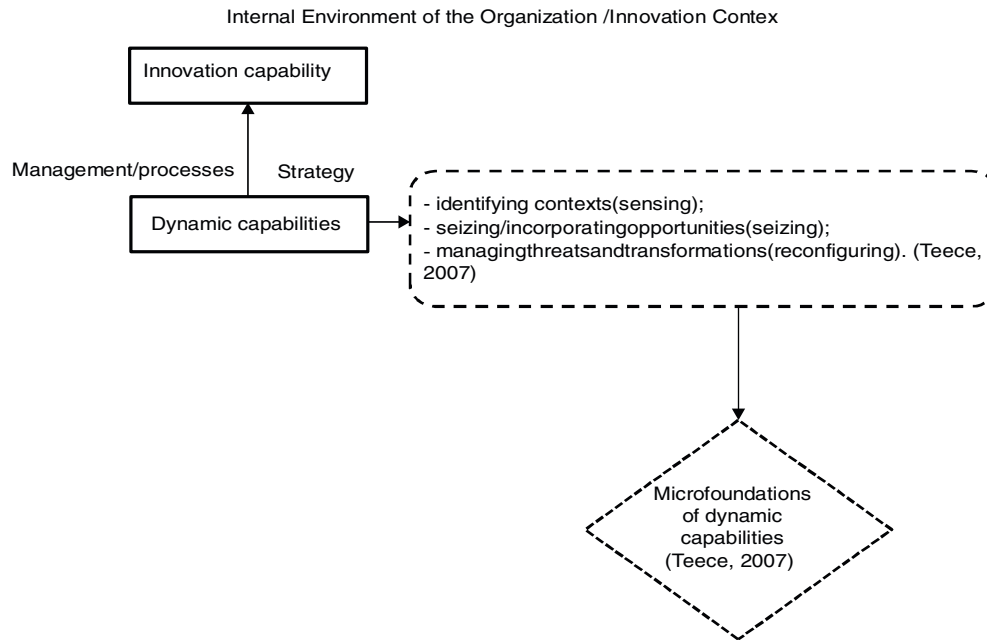 Internal Environment of the Organization /Innovation Contex
Innovation capability
Management/processes
Strategy
Dynamic capabilities
- identifying contexts(sensing);
- seizing/incorporatingopportunities(seizing);
- managingthreatsandtransformations(reconfiguring). (Teece,
2007)
Microfoundations
of dynamic
capabilities
(Teece, 2007)